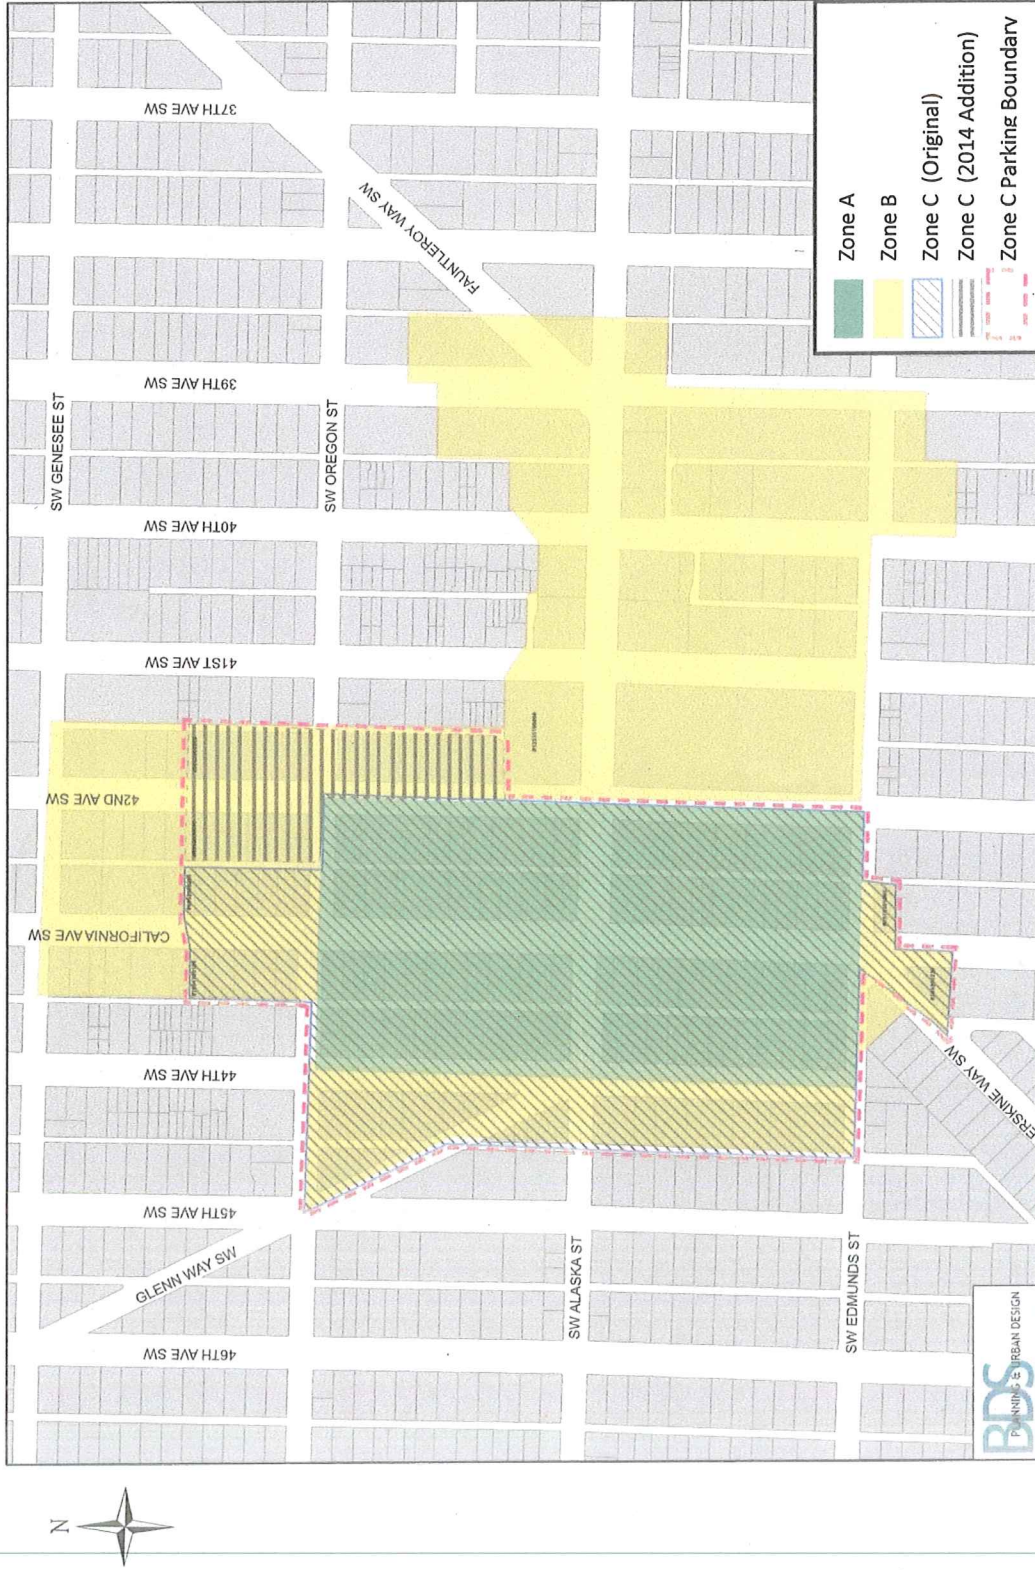 N
SW GENESEE ST
SW OREGON ST
SW ALASKA ST
SW EDMUNDS ST
37TH AVE SW
39TH AVE SW
40TH AVE SW
41ST AVE SW
42ND AVE SW
CALIFORNIA AVE SW
44TH AVE SW
45TH AVE SW
46TH AVE SW
FAUNTLEROY WAY SW
GLENN WAY SW
ERSKINE WAY SW
Zone A
Zone B
Zone C (Original)
Zone C (2014 Addition)
Zone C Parking Boundary
BDS
PLANNING & URBAN DESIGN